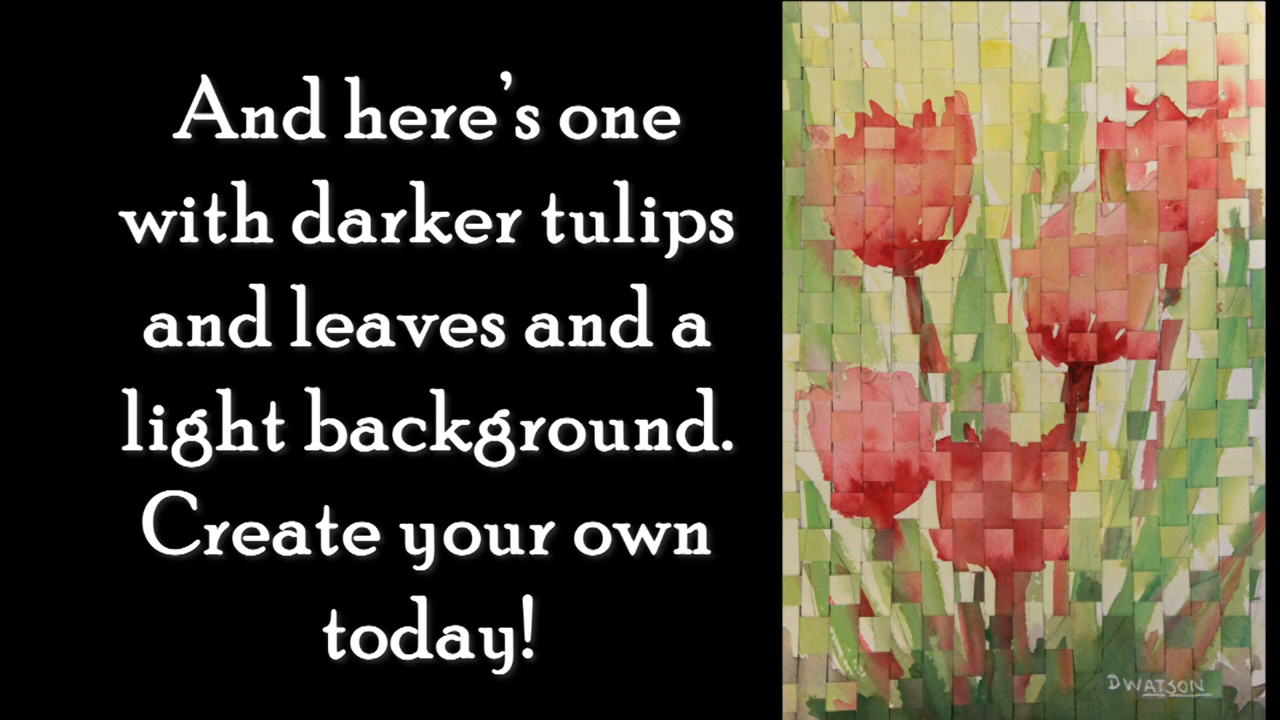 And here’s one
with darker tulips
and leaves and a
light background.
Create your own
today!
DWATSON